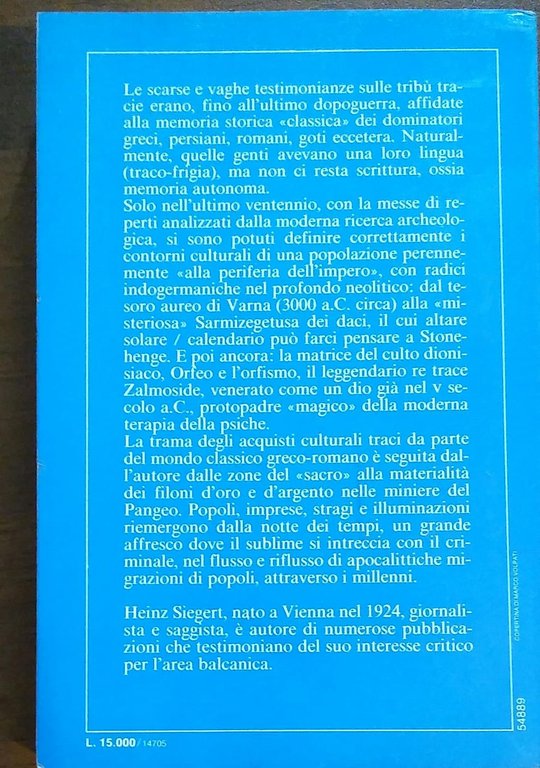 Le scarse e vaghe testimonianze sulle tribù tra-
cie erano, fino all'ultimo dopoguerra, affidate
alla memoria storica «classica» dei dominatori
greci, persiani, romani, goti eccetera. Natural-
mente, quelle genti avevano una loro lingua
(traco-frigia), ma non ci resta scrittura, ossia
memoria autonoma.
Solo nell'ultimo ventennio, con la messe di re-
perti analizzati dalla moderna ricerca archeolo-
gica, si sono potuti definire correttamente i
contorni culturali di una popolazione perenne-
mente «alla periferia dell'impero», con radici
indogermaniche nel profondo neolitico: dal te-
soro aureo di Varna (3000 a.C. circa) alla «mi-
steriosa» Sarmizegetusa dei daci, il cui altare
solare / calendario può farci pensare a Stone-
henge. E poi ancora: la matrice del culto dioni-
siaco, Orfeo e l'orfismo, il leggendario re trace
Zalmoside, venerato come un dio già nel V se-
colo a.C., protopadre «magico» della moderna
terapia della psiche.
La trama degli acquisti culturali traci da parte
del mondo classico greco-romano è seguita dal-
l'autore dalle zone del «sacro» alla materialità
dei filoni d'oro e d'argento nelle miniere del
Pangeo. Popoli, imprese, stragi e illuminazioni
riemergono dalla notte dei tempi, un grande
affresco dove il sublime si intreccia con il cri-
minale, nel flusso e riflusso di apocalittiche mi-
grazioni di popoli, attraverso i millenni.
Heinz Siegert, nato a Vienna nel 1924, giornali-
sta e saggista, è autore di numerose pubblica-
zioni che testimoniano del suo interesse critico
per l'area balcanica.
COPERTINA DI MARCO VOLPATI
54889
L. 15.000 / 14705